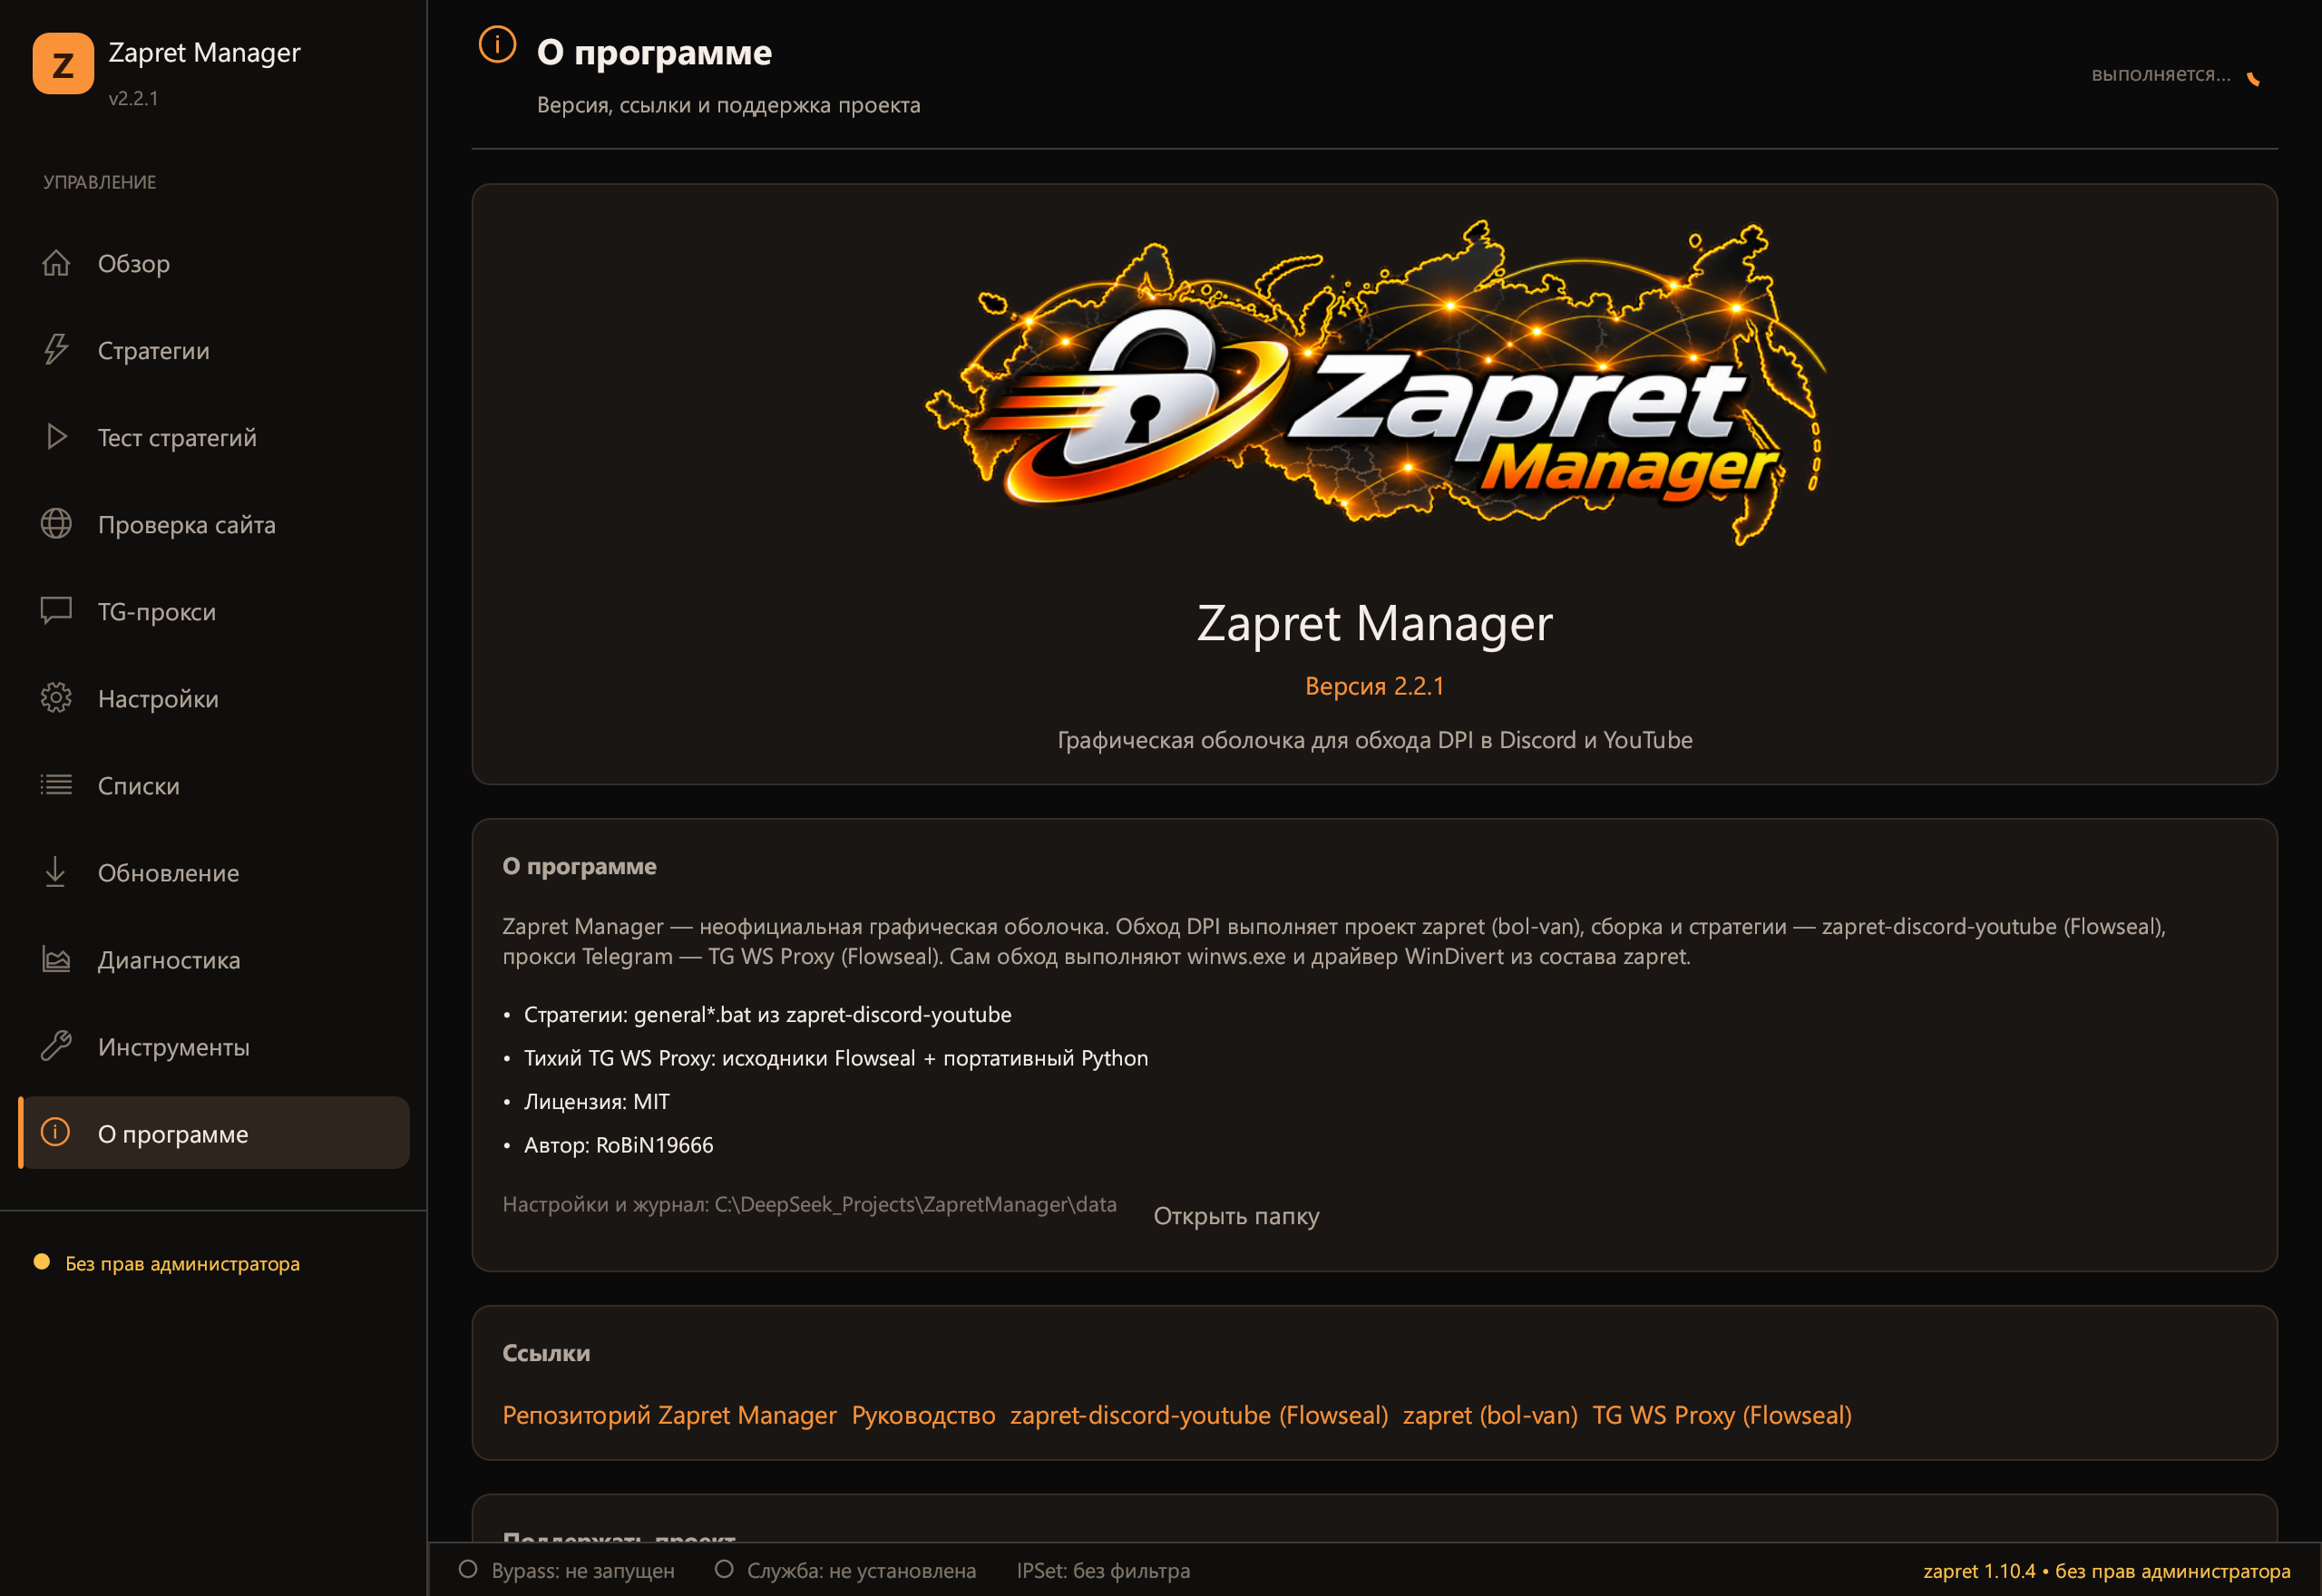 Z
Zapret Manager
v2.2.1
УПРАВЛЕНИЕ
Обзор
Стратегии
Тест стратегий
Проверка сайта
TG-прокси
Настройки
Списки
Обновление
Диагностика
Инструменты
О программе
Без прав администратора
О программе
Версия, ссылки и поддержка проекта
выполняется...
Zapret
Manager
Zapret Manager
Версия 2.2.1
Графическая оболочка для обхода DPI в Discord и YouTube
О программе
Zapret Manager — неофициальная графическая оболочка. Обход DPI выполняет проект zapret (bol-van), сборка и стратегии — zapret-discord-youtube (Flowseal),
прокси Telegram — TG WS Proxy (Flowseal). Сам обход выполняют winws.exe и драйвер WinDivert из состава zapret.
• Стратегии: general*.bat из zapret-discord-youtube
• Тихий TG WS Proxy: исходники Flowseal + портативный Python
• Лицензия: MIT
• Автор: RoBiN19666
Настройки и журнал: C:\DeepSeek_Projects\ZapretManager\data Открыть папку
Ссылки
Репозиторий Zapret Manager Руководство zapret-discord-youtube (Flowseal) zapret (bol-van) TG WS Proxy (Flowseal)
Поддержать проект
Bypass: не запущен Служба: не установлена IPSet: без фильтра
zapret 1.10.4 • без прав администратора